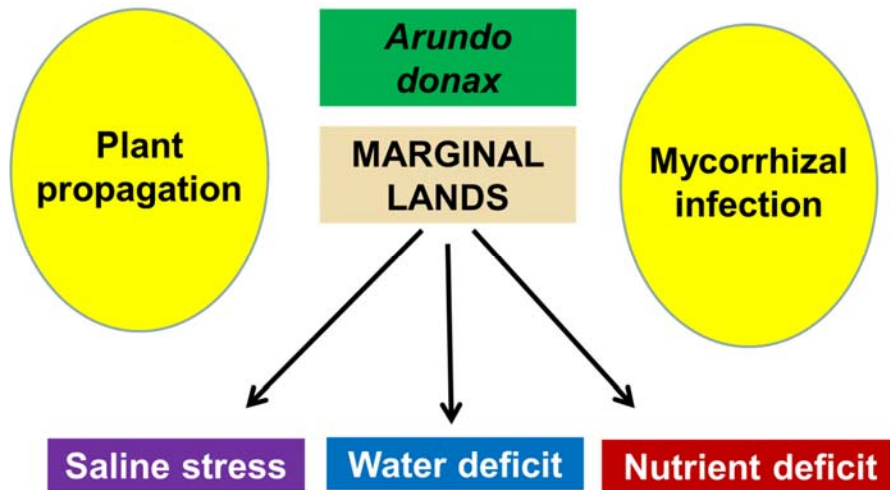 Arundo
donax
Plant
propagation
MARGINAL
LANDS
Mycorrhizal
infection
Saline stress
Water deficit
Nutrient deficit